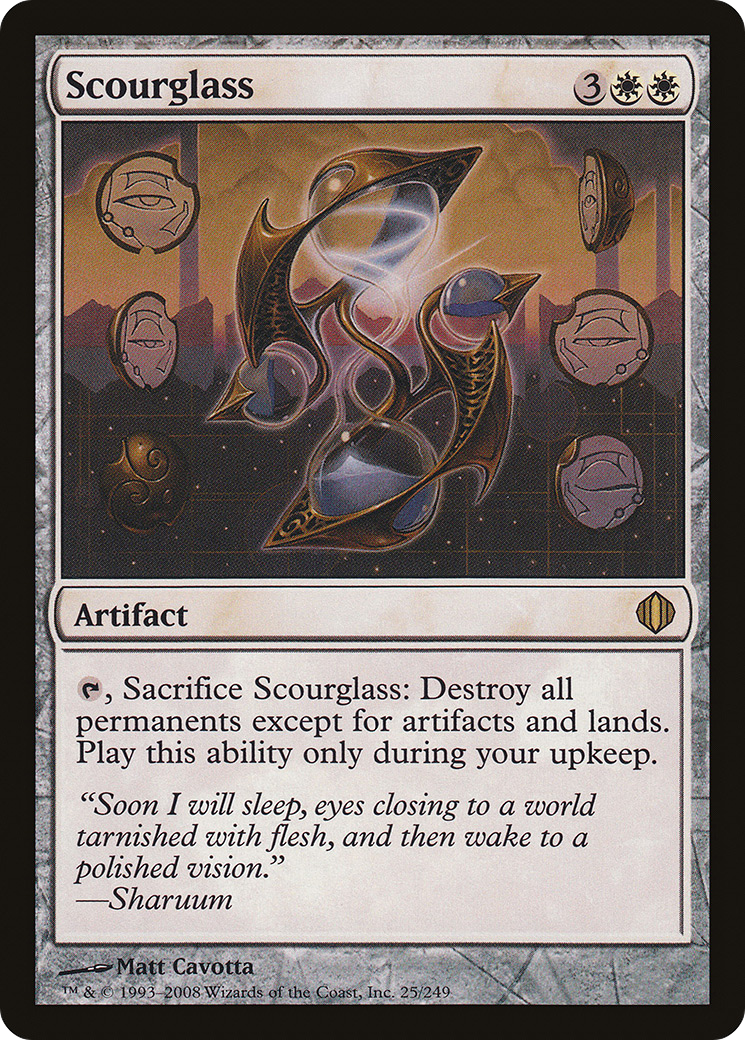 Scourglass 3
Artifact
, Sacrifice Scourglass: Destroy all
permanents except for artifacts and lands.
Play this ability only during your upkeep.
“Soon I will sleep, eyes closing to a world
tarnished with flesh, and then wake to a
polished vision.”
—Sharuum
Matt Cavotta
™ & © 1993–2008 Wizards of the Coast, Inc. 25/249